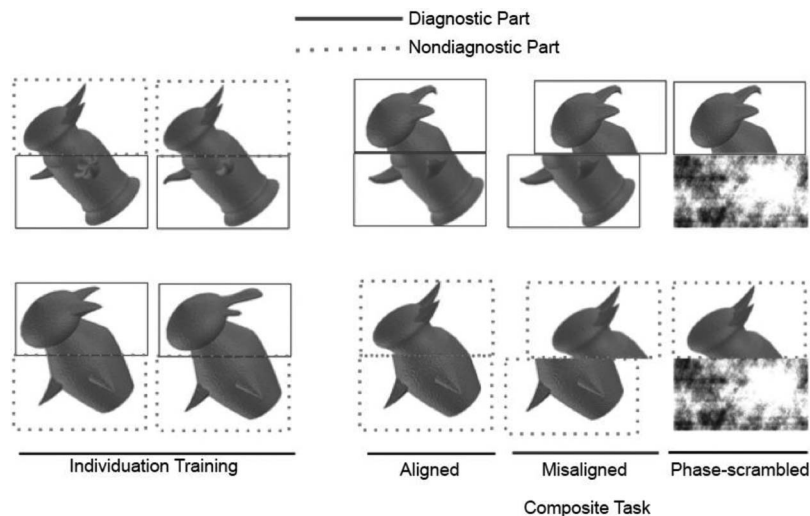 Diagnostic Part
Nondiagnostic Part
Individuation Training
Aligned
Misaligned
Phase-scrambled
Composite Task